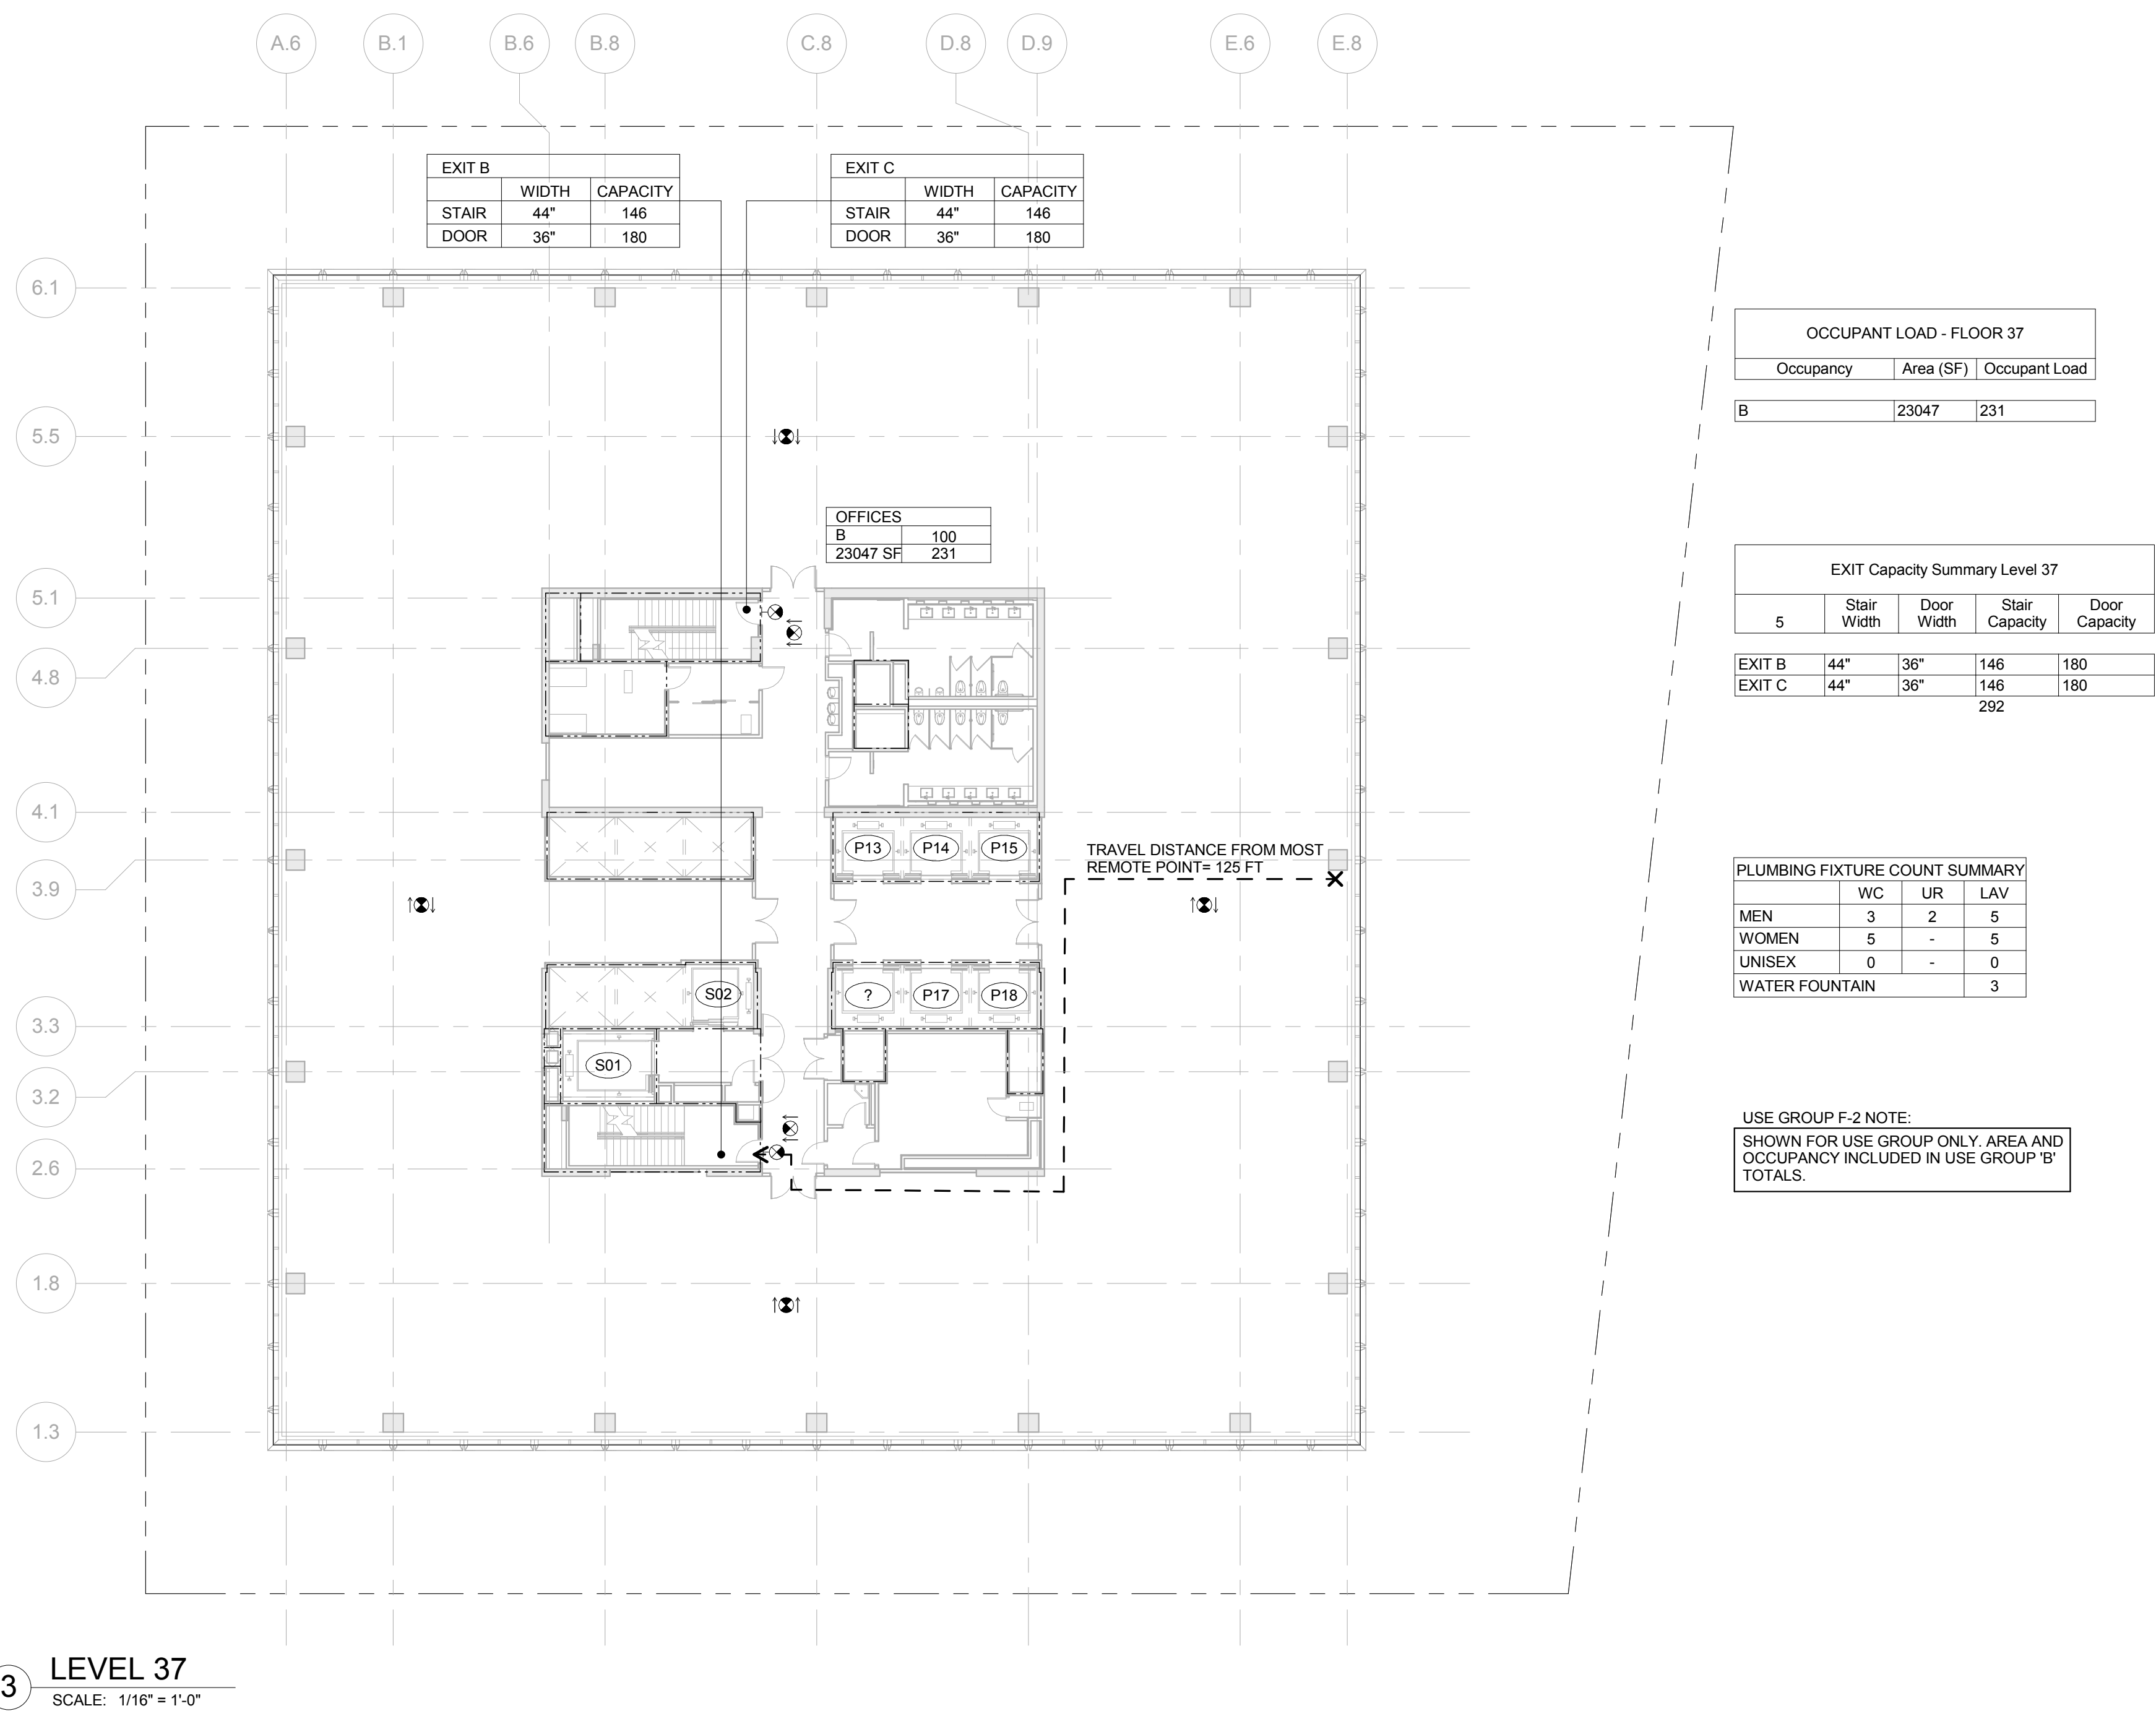 A.6 B.1 B.6 B.8 C.8 D.8 D.9 E.6 E.8
EXIT B
WIDTH CAPACITY
STAIR 44" 146
DOOR 36" 180
EXIT C
WIDTH CAPACITY
STAIR 44" 146
DOOR 36" 180
6.1
5.5
5.1
4.8
4.1
3.9
3.3
3.2
2.6
1.8
1.3
OFFICES
B 100
23047 SF 231
P13 P14 P15
TRAVEL DISTANCE FROM MOST
REMOTE POINT= 125 FT
S02 ? P17 P18
S01
OCCUPANT LOAD - FLOOR 37
Occupancy Area (SF) Occupant Load
B 23047 231
EXIT Capacity Summary Level 37
5 Stair Width Door Width Stair Capacity Door Capacity
EXIT B 44" 36" 146 180
EXIT C 44" 36" 146 180
292
PLUMBING FIXTURE COUNT SUMMARY
WC UR LAV
MEN 3 2 5
WOMEN 5 - 5
UNISEX 0 - 0
WATER FOUNTAIN 3
USE GROUP F-2 NOTE:
SHOWN FOR USE GROUP ONLY. AREA AND
OCCUPANCY INCLUDED IN USE GROUP 'B'
TOTALS.
3 LEVEL 37
SCALE: 1/16" = 1'-0"